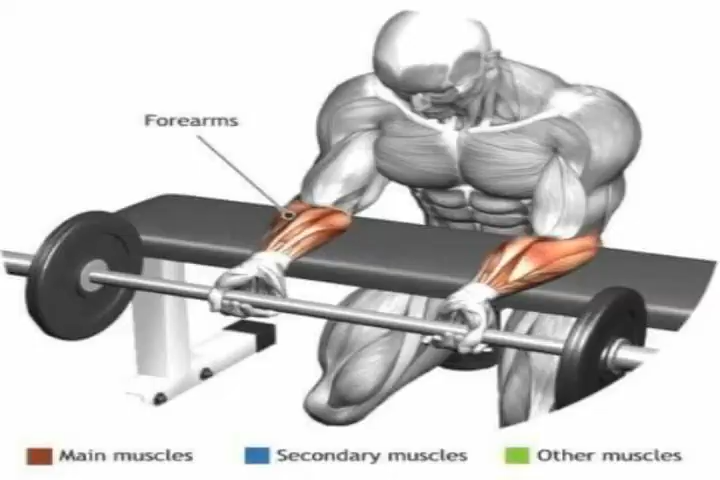 Forearms
Main muscles
Secondary muscles
Other muscles